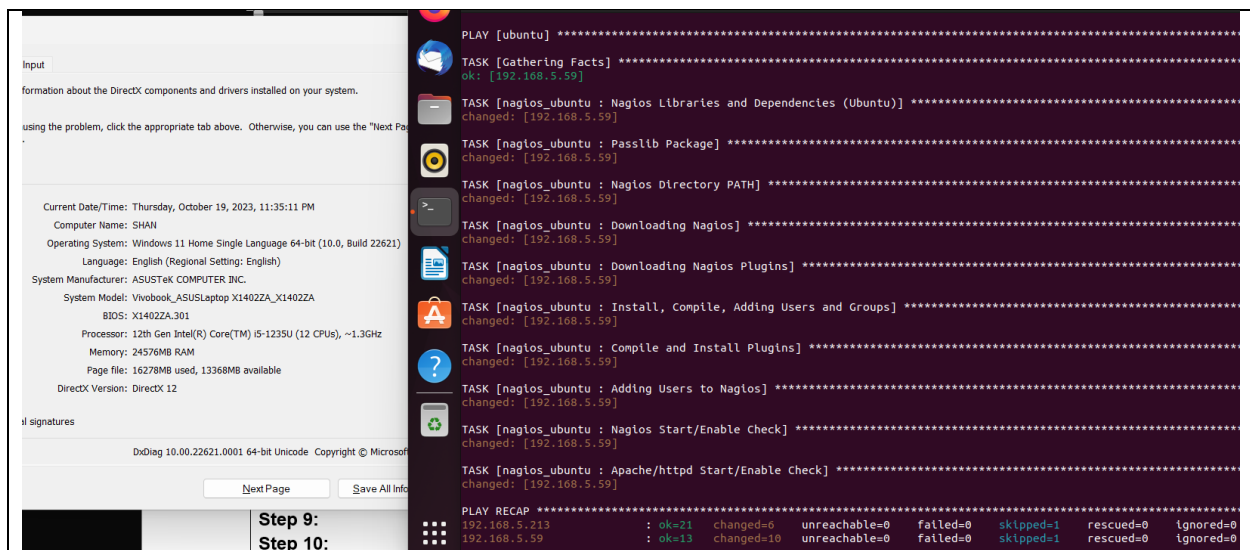 Input
formation about the DirectX components and drivers installed on your system.
using the problem, click the appropriate tab above. Otherwise, you can use the "Next Pag
Current Date/Time: Thursday, October 19, 2023, 11:35:11 PM
Computer Name: SHAN
Operating System: Windows 11 Home Single Language 64-bit (10.0, Build 22621)
Language: English (Regional Setting: English)
System Manufacturer: ASUSTeK COMPUTER INC.
System Model: Vivobook_ASUSLaptop X1402ZA_X1402ZA
BIOS: X1402ZA.301
Processor: 12th Gen Intel(R) Core(TM) i5-1235U (12 CPUs), ~1.3GHz
Memory: 24576MB RAM
Page file: 16278MB used, 13368MB available
DirectX Version: DirectX 12
al signatures
DxDiag 10.00.22621.0001 64-bit Unicode Copyright © Microsoft
Next Page
Save All Info
Step 9:
Step 10:
PLAY [ubuntu] ****************************************************************************************************
TASK [Gathering Facts] *******************************************************************************************
ok: [192.168.5.59]
TASK [nagios_ubuntu : Nagios Libraries and Dependencies (Ubuntu)] ************************************************
changed: [192.168.5.59]
TASK [nagios_ubuntu : Passlib Package] ***************************************************************************
changed: [192.168.5.59]
TASK [nagios_ubuntu : Nagios Directory PATH] *********************************************************************
changed: [192.168.5.59]
TASK [nagios_ubuntu : Downloading Nagios] ************************************************************************
changed: [192.168.5.59]
TASK [nagios_ubuntu : Downloading Nagios Plugins] ****************************************************************
changed: [192.168.5.59]
TASK [nagios_ubuntu : Install, Compile, Adding Users and Groups] *************************************************
changed: [192.168.5.59]
TASK [nagios_ubuntu : Compile and Install Plugins] ***************************************************************
changed: [192.168.5.59]
TASK [nagios_ubuntu : Adding Users to Nagios] ********************************************************************
changed: [192.168.5.59]
TASK [nagios_ubuntu : Nagios Start/Enable Check] *****************************************************************
changed: [192.168.5.59]
TASK [nagios_ubuntu : Apache/httpd Start/Enable Check] ***********************************************************
changed: [192.168.5.59]
PLAY RECAP *******************************************************************************************************
192.168.5.213 : ok=21 changed=6 unreachable=0 failed=0 skipped=1 rescued=0 ignored=0
192.168.5.59 : ok=13 changed=10 unreachable=0 failed=0 skipped=1 rescued=0 ignored=0